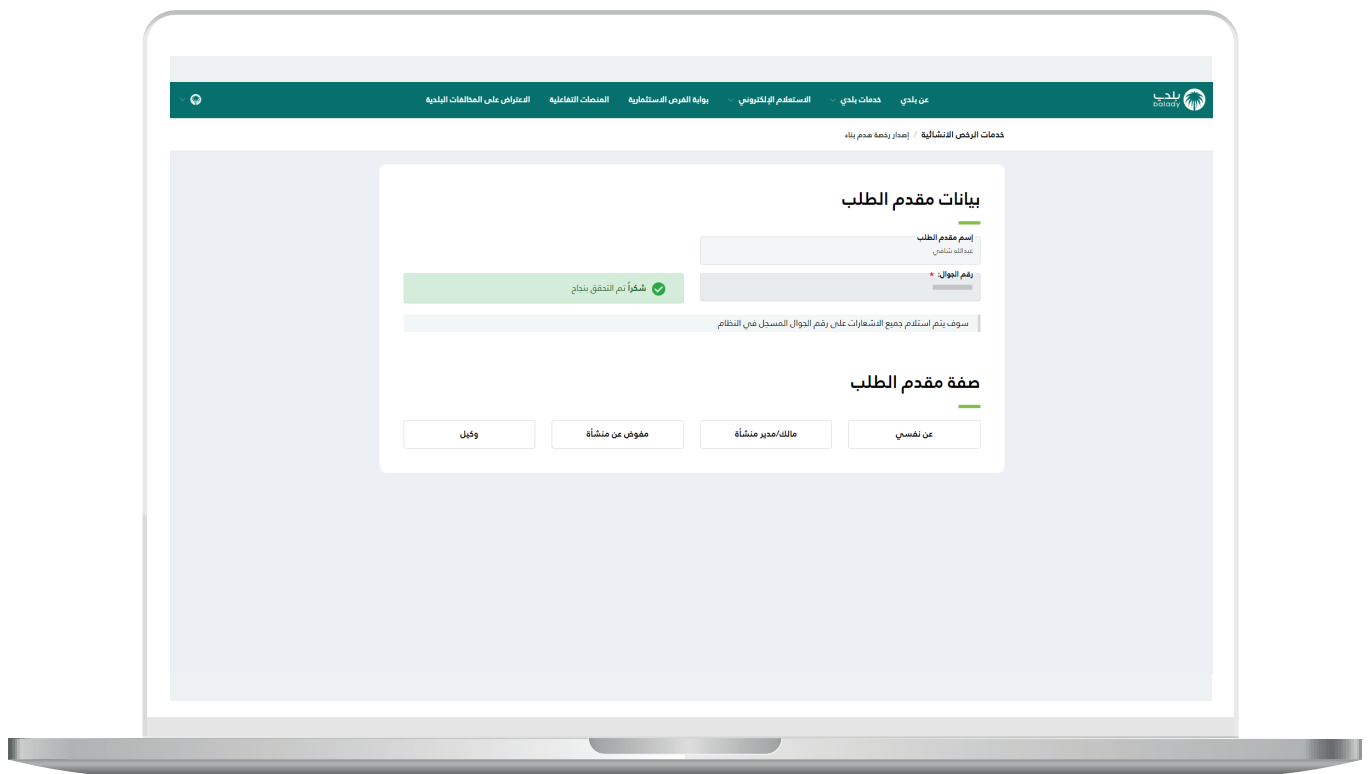 بلدي
balady
عن بلدي خدمات بلدي الاستعلام الإلكتروني بوابة الفرص الاستثمارية المنصات التفاعلية الاعتراض على المخالفات البلدية
خدمات الرخص الانشائية / إصدار رخصة هدم بناء
بيانات مقدم الطلب
إسم مقدم الطلب
عبدالله شافي
رقم الجوال: *
شكراً تم التحقق بنجاح
سوف يتم استلام جميع الاشعارات على رقم الجوال المسجل في النظام
صفة مقدم الطلب
عن نفسي مالك/مدير منشأة مفوض عن منشأة وكيل